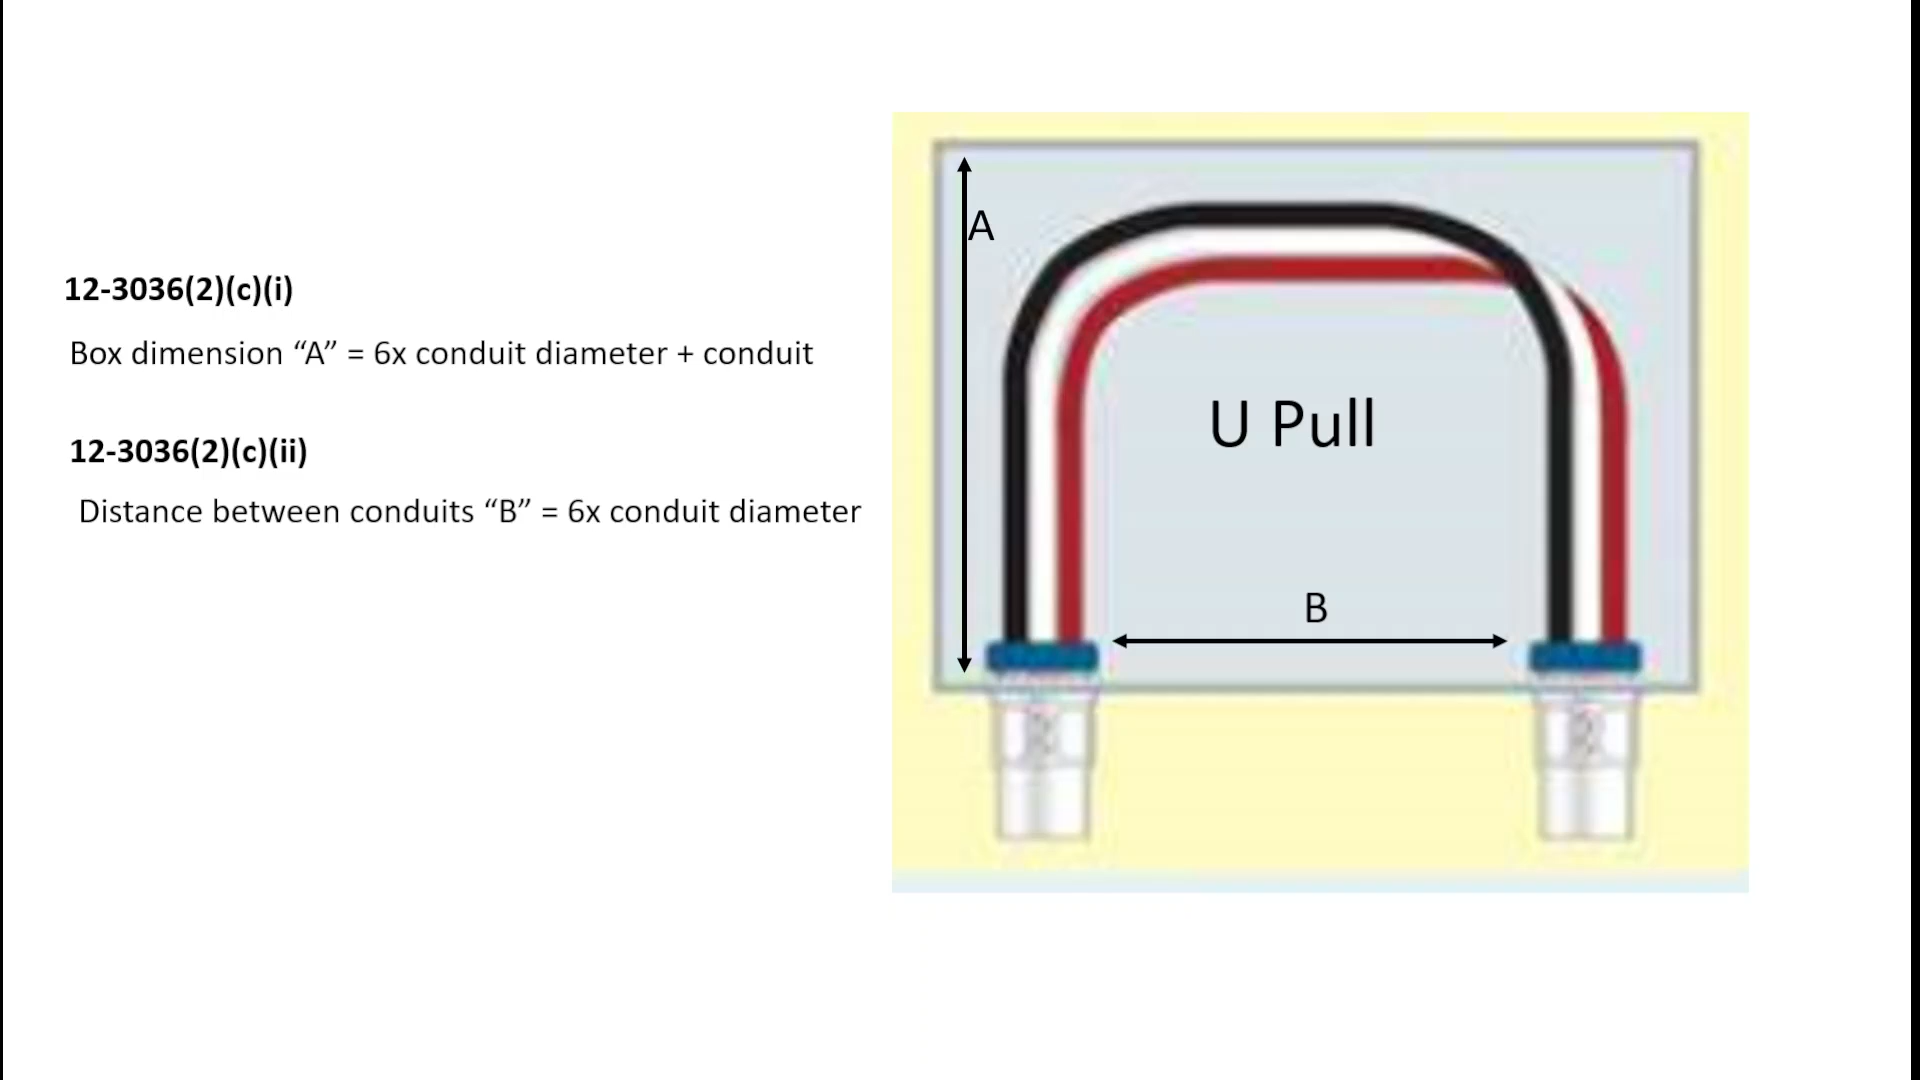 12-3036(2)(c)(i)
Box dimension “A” = 6x conduit diameter + conduit
12-3036(2)(c)(ii)
Distance between conduits “B” = 6x conduit diameter
A
U Pull
B